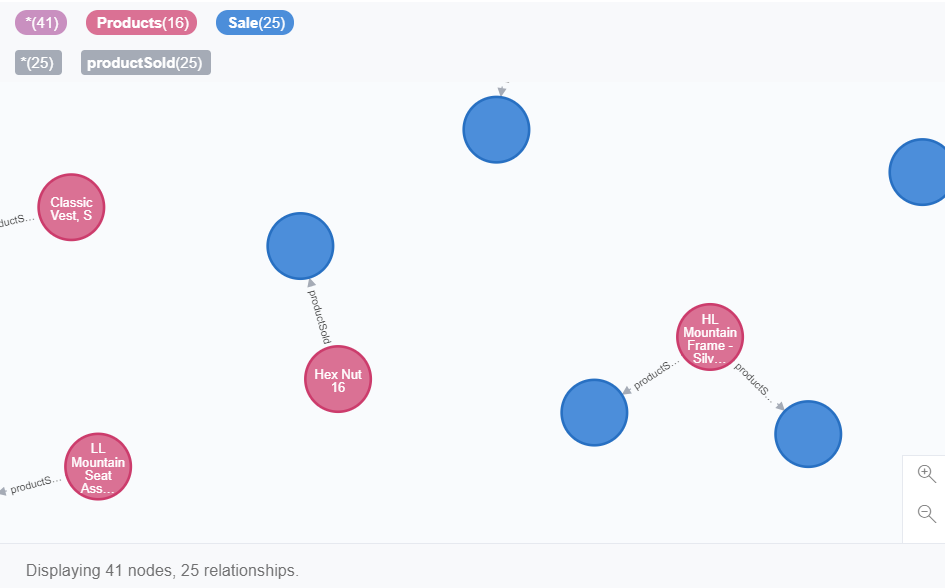 *(41) Products(16) Sale(25)
*(25) productSold(25)
Classic
Vest, S
ductS...
productSold
Hex Nut
16
HL
Mountain
Frame -
Silv...
productS...
productS...
LL
Mountain
Seat
Ass...
productS...
Displaying 41 nodes, 25 relationships.